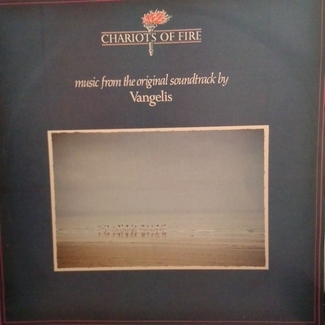 CHARIOTS OF FIRE
music from the original soundtrack by
Vangelis